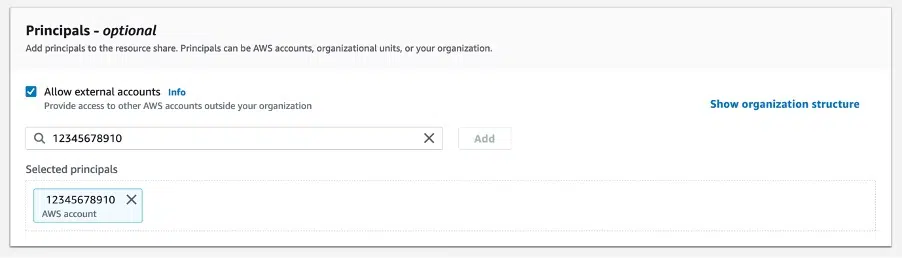 Principals - optional
Add principals to the resource share. Principals can be AWS accounts, organizational units, or your organization.
Allow external accounts Info
Provide access to other AWS accounts outside your organization
Show organization structure
12345678910
Add
Selected principals
12345678910
AWS account